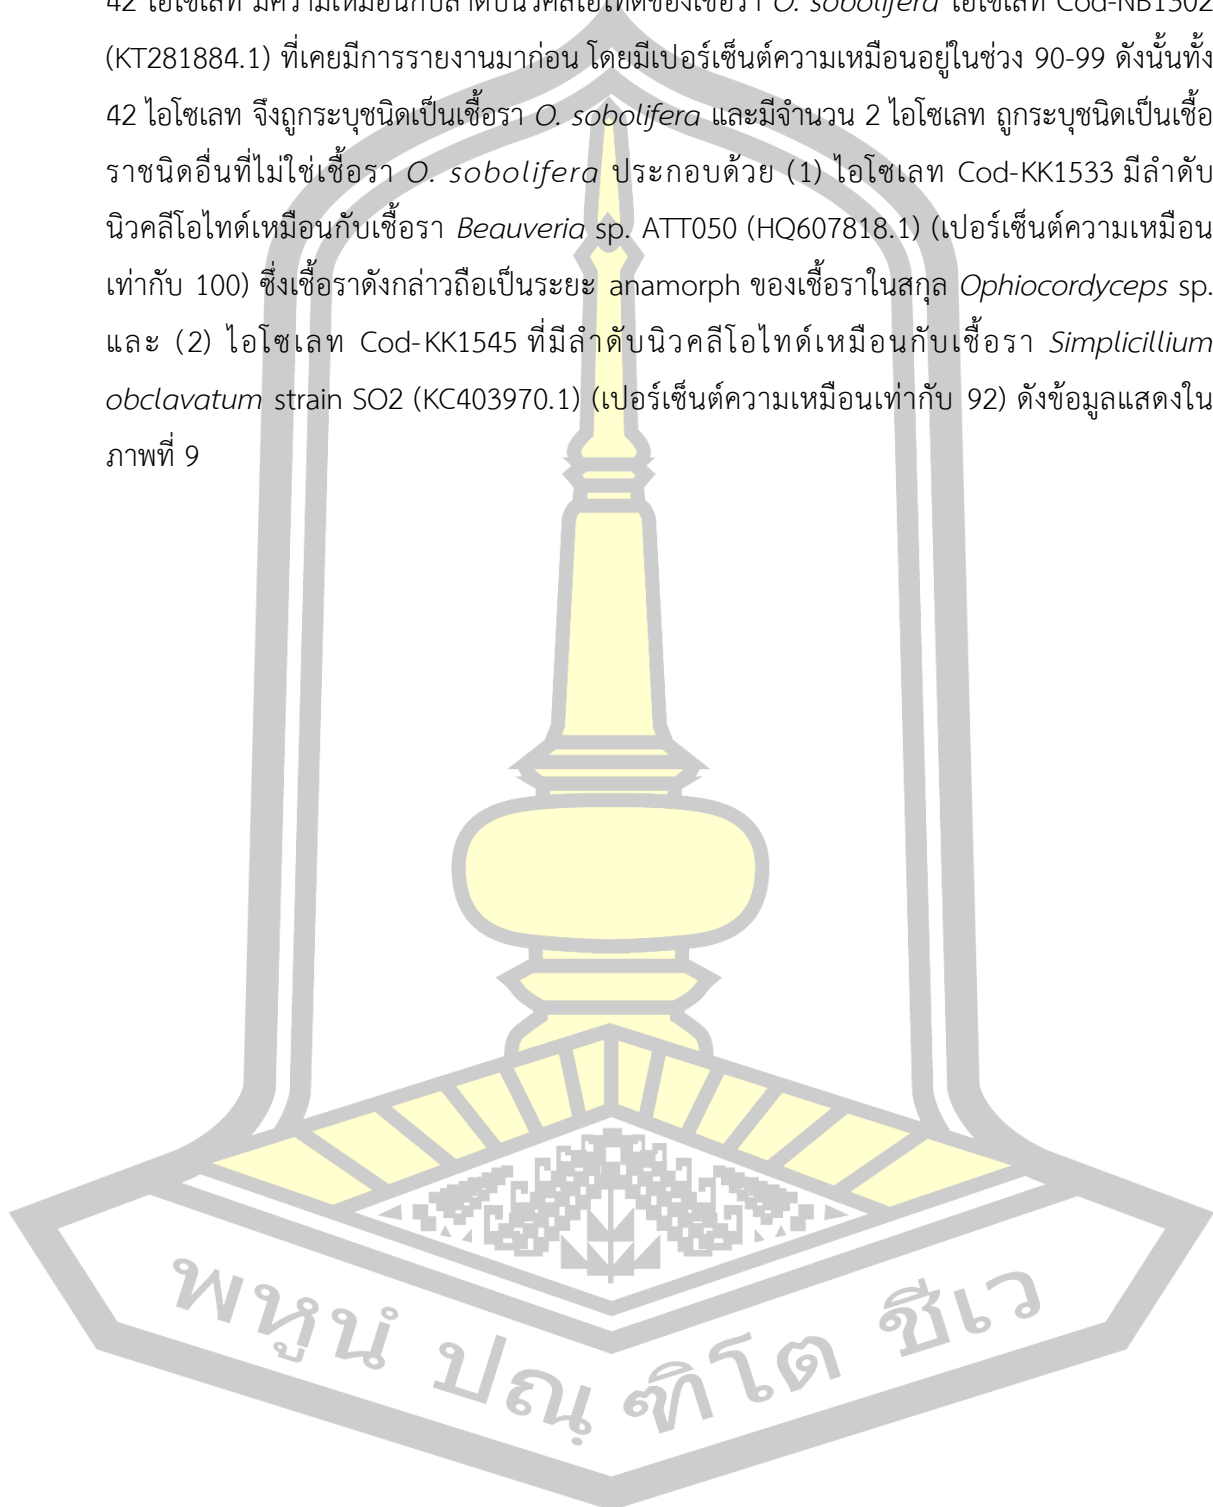 42 ไอโซเลท มีความเหมือนกับลำดับนิวคลีโอไทด์ของเชื้อรา O. sobolifera ไอโซเลท Cod-NB1302
(KT281884.1) ที่เคยมีการรายงานมาก่อน โดยมีเปอร์เซ็นต์ความเหมือนอยู่ในช่วง 90-99 ดังนั้นทั้ง
42 ไอโซเลท จึงถูกระบุชนิดเป็นเชื้อรา O. sobolifera และมีจำนวน 2 ไอโซเลท ถูกระบุชนิดเป็นเชื้อ
ราชนิดอื่นที่ไม่ใช่เชื้อรา O. sobolifera ประกอบด้วย (1) ไอโซเลท Cod-KK1533 มีลำดับ
นิวคลีโอไทด์เหมือนกับเชื้อรา Beauveria sp. ATT050 (HQ607818.1) (เปอร์เซ็นต์ความเหมือน
เท่ากับ 100) ซึ่งเชื้อราดังกล่าวถือเป็นระยะ anamorph ของเชื้อราในสกุล Ophiocordyceps sp.
และ (2) ไอโซเลท Cod-KK1545 ที่มีลำดับนิวคลีโอไทด์เหมือนกับเชื้อรา Simplicillium
obclavatum strain SO2 (KC403970.1) (เปอร์เซ็นต์ความเหมือนเท่ากับ 92) ดังข้อมูลแสดงใน
ภาพที่ 9
พหูนํ ปณฺฑิโต ชีเว